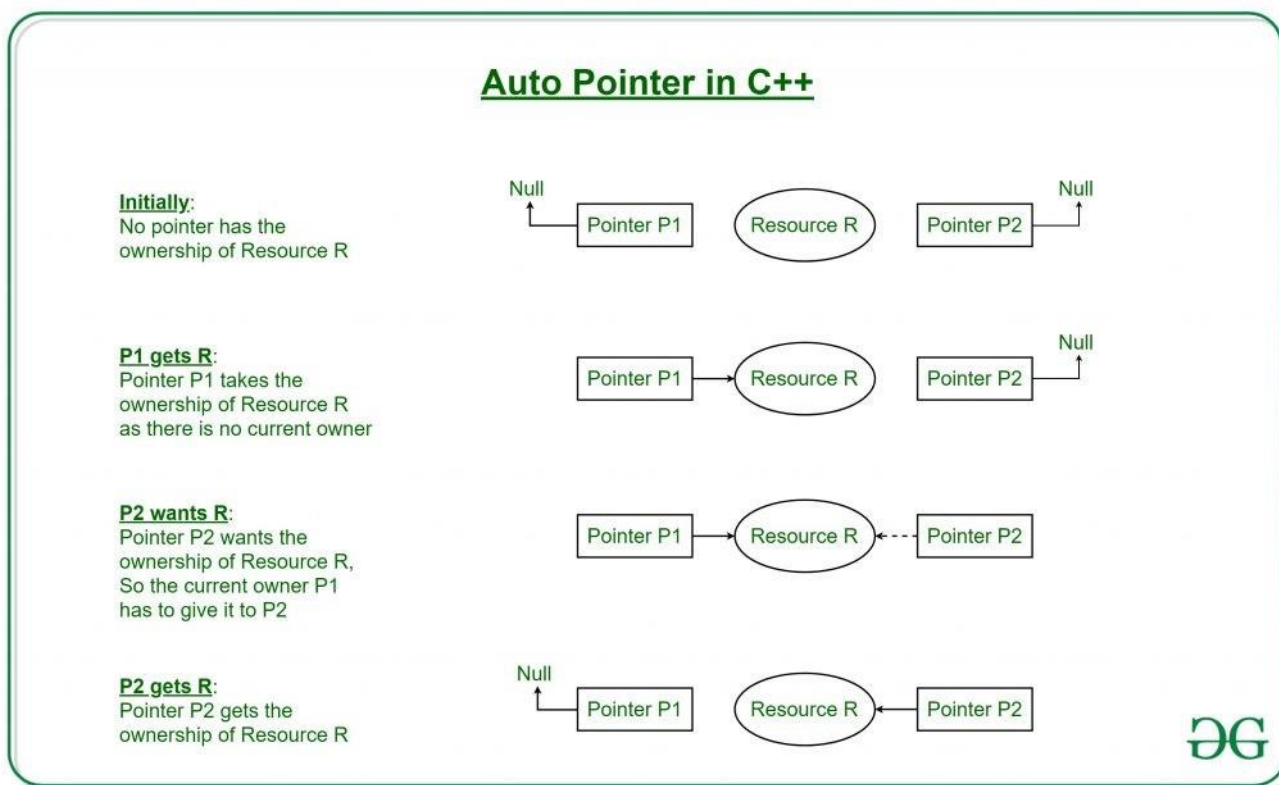 Auto Pointer in C++
Initially:
No pointer has the
ownership of Resource R
Null
Pointer P1
Resource R
Pointer P2
Null
P1 gets R:
Pointer P1 takes the
ownership of Resource R
as there is no current owner
Pointer P1
Resource R
Pointer P2
Null
P2 wants R:
Pointer P2 wants the
ownership of Resource R,
So the current owner P1
has to give it to P2
Pointer P1
Resource R
Pointer P2
P2 gets R:
Pointer P2 gets the
ownership of Resource R
Null
Pointer P1
Resource R
Pointer P2